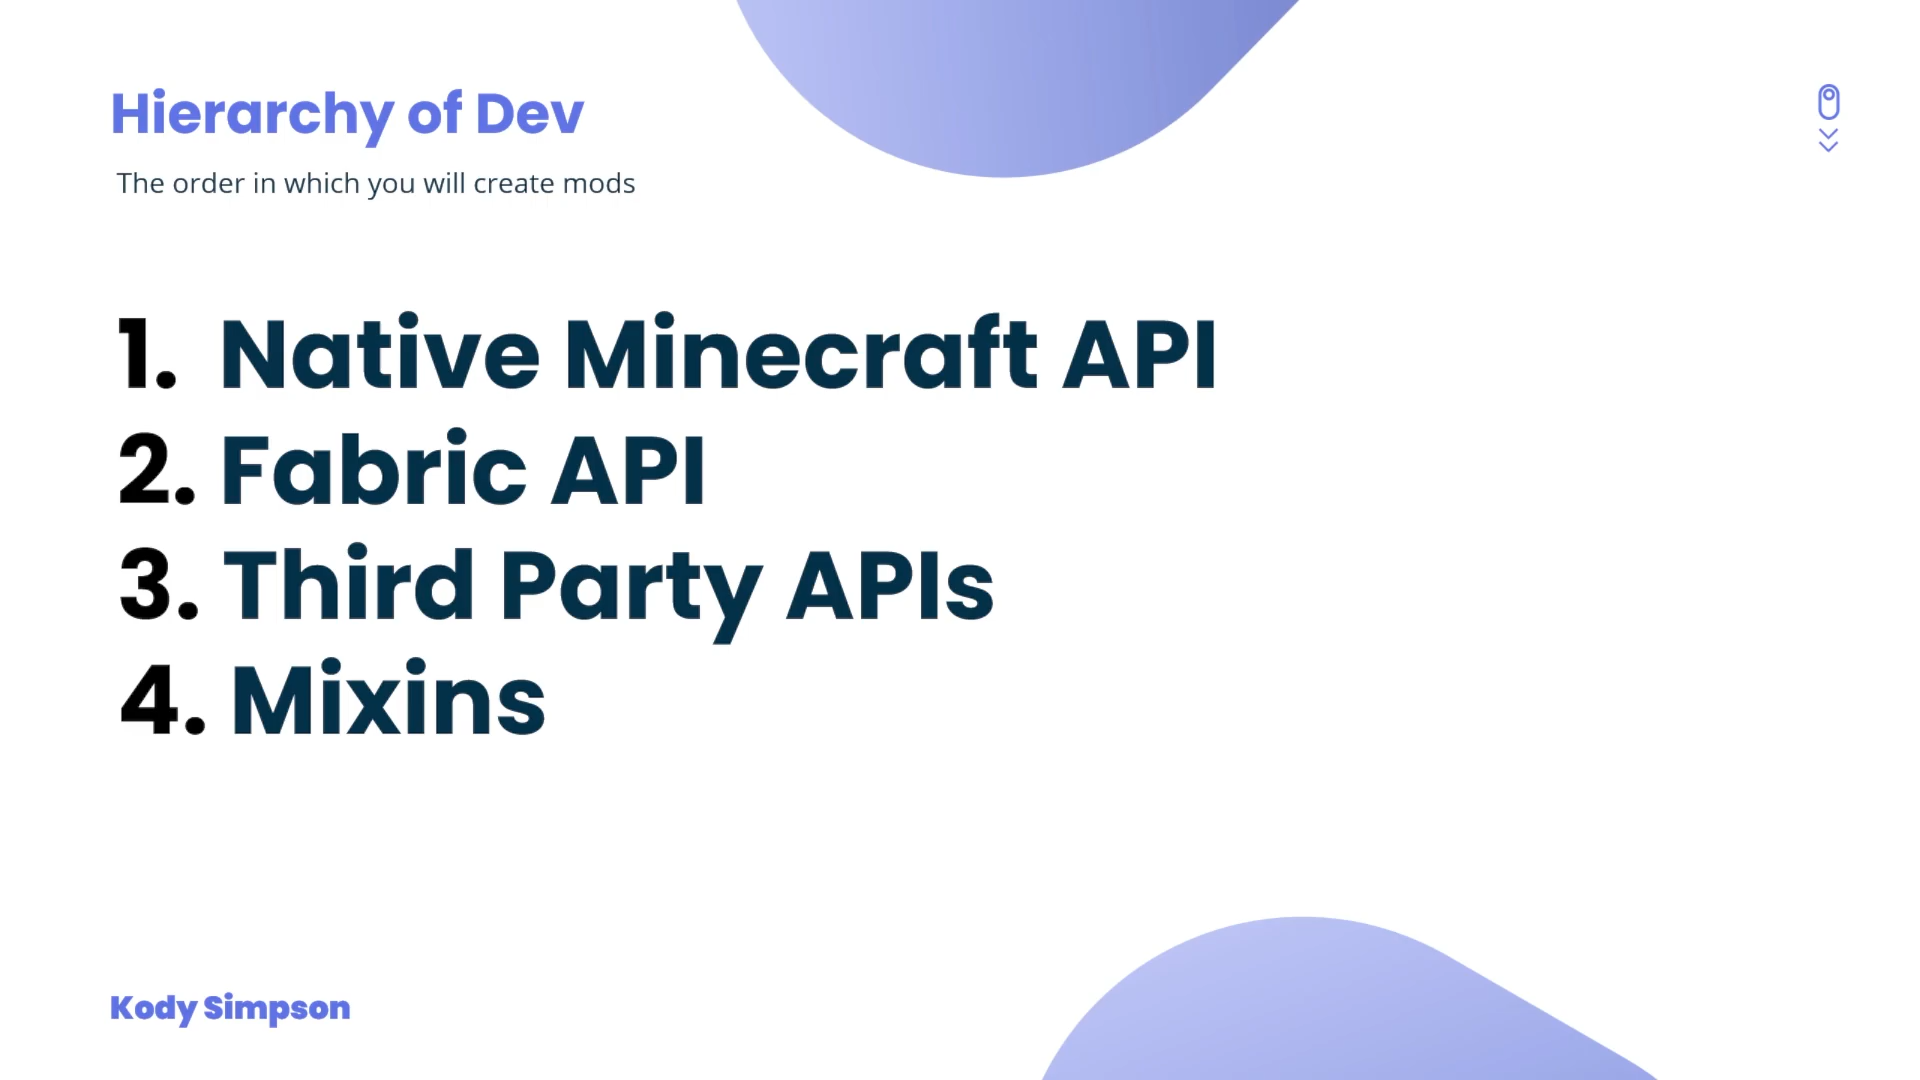 Hierarchy of Dev
The order in which you will create mods
1. Native Minecraft API
2. Fabric API
3. Third Party APIs
4. Mixins
Kody Simpson